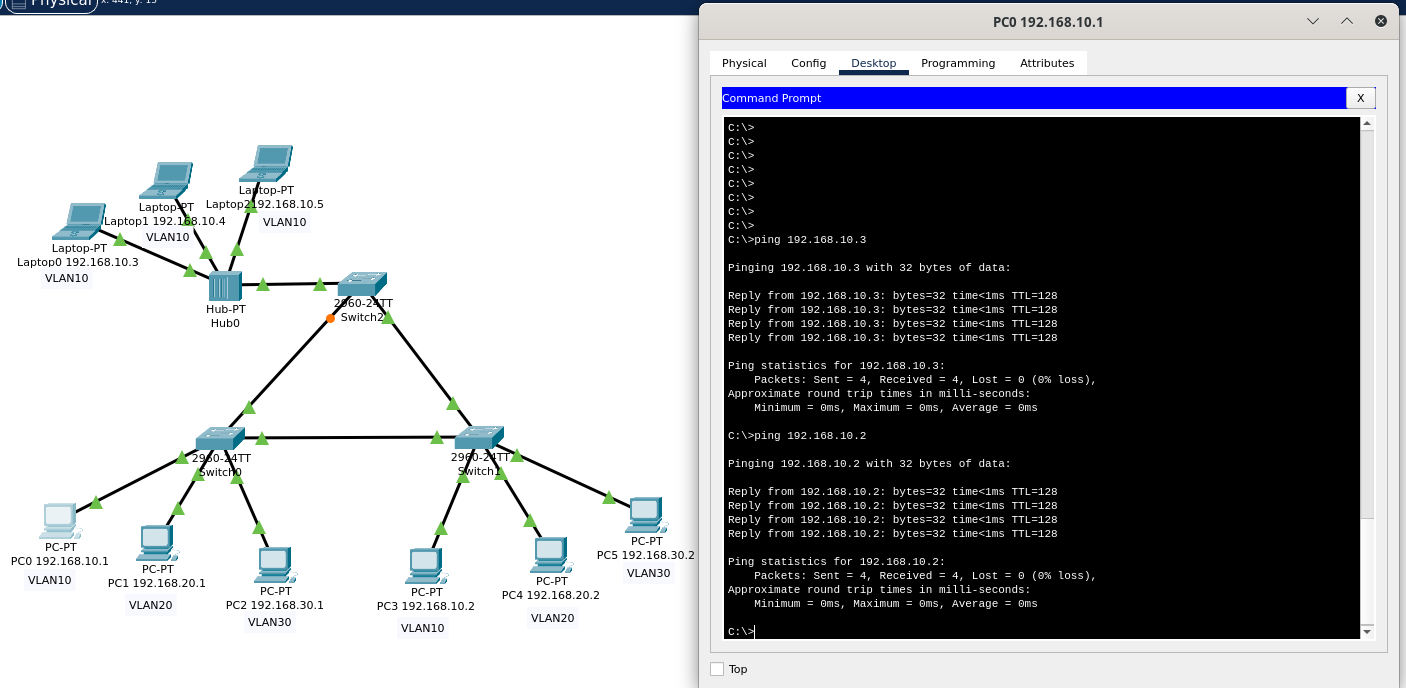 Physical x: 441, y: 15
Laptop-PT
Laptop2192.168.10.5
VLAN10
Laptop-PT
Laptop1 192.168.10.4
VLAN10
Laptop-PT
Laptop0 192.168.10.3
VLAN10
Hub-PT
Hub0
2960-24TT
Switch2
2960-24TT
Switch0
2960-24TT
Switch1
PC-PT
PC0 192.168.10.1
VLAN10
PC-PT
PC1 192.168.20.1
VLAN20
PC-PT
PC2 192.168.30.1
VLAN30
PC-PT
PC3 192.168.10.2
VLAN10
PC-PT
PC4 192.168.20.2
VLAN20
PC-PT
PC5 192.168.30.2
VLAN30
PC0 192.168.10.1
Physical Config Desktop Programming Attributes
Command Prompt X
C:\>
C:\>
C:\>
C:\>
C:\>
C:\>
C:\>
C:\>
C:\>ping 192.168.10.3
Pinging 192.168.10.3 with 32 bytes of data:
Reply from 192.168.10.3: bytes=32 time<1ms TTL=128
Reply from 192.168.10.3: bytes=32 time<1ms TTL=128
Reply from 192.168.10.3: bytes=32 time<1ms TTL=128
Reply from 192.168.10.3: bytes=32 time<1ms TTL=128
Ping statistics for 192.168.10.3:
Packets: Sent = 4, Received = 4, Lost = 0 (0% loss),
Approximate round trip times in milli-seconds:
Minimum = 0ms, Maximum = 0ms, Average = 0ms
C:\>ping 192.168.10.2
Pinging 192.168.10.2 with 32 bytes of data:
Reply from 192.168.10.2: bytes=32 time<1ms TTL=128
Reply from 192.168.10.2: bytes=32 time<1ms TTL=128
Reply from 192.168.10.2: bytes=32 time<1ms TTL=128
Reply from 192.168.10.2: bytes=32 time<1ms TTL=128
Ping statistics for 192.168.10.2:
Packets: Sent = 4, Received = 4, Lost = 0 (0% loss),
Approximate round trip times in milli-seconds:
Minimum = 0ms, Maximum = 0ms, Average = 0ms
C:\>
Top